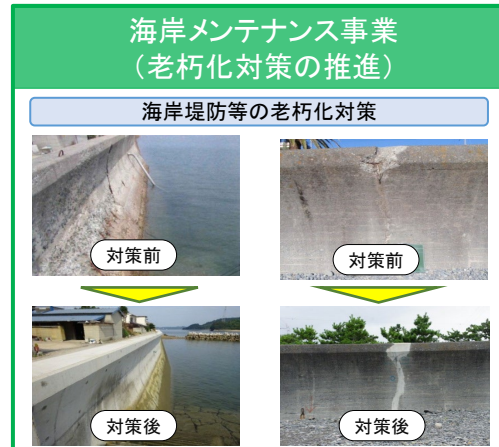 海岸メンテナンス事業
（老朽化対策の推進）
海岸堤防等の老朽化対策
対策前
対策前
対策後
対策後